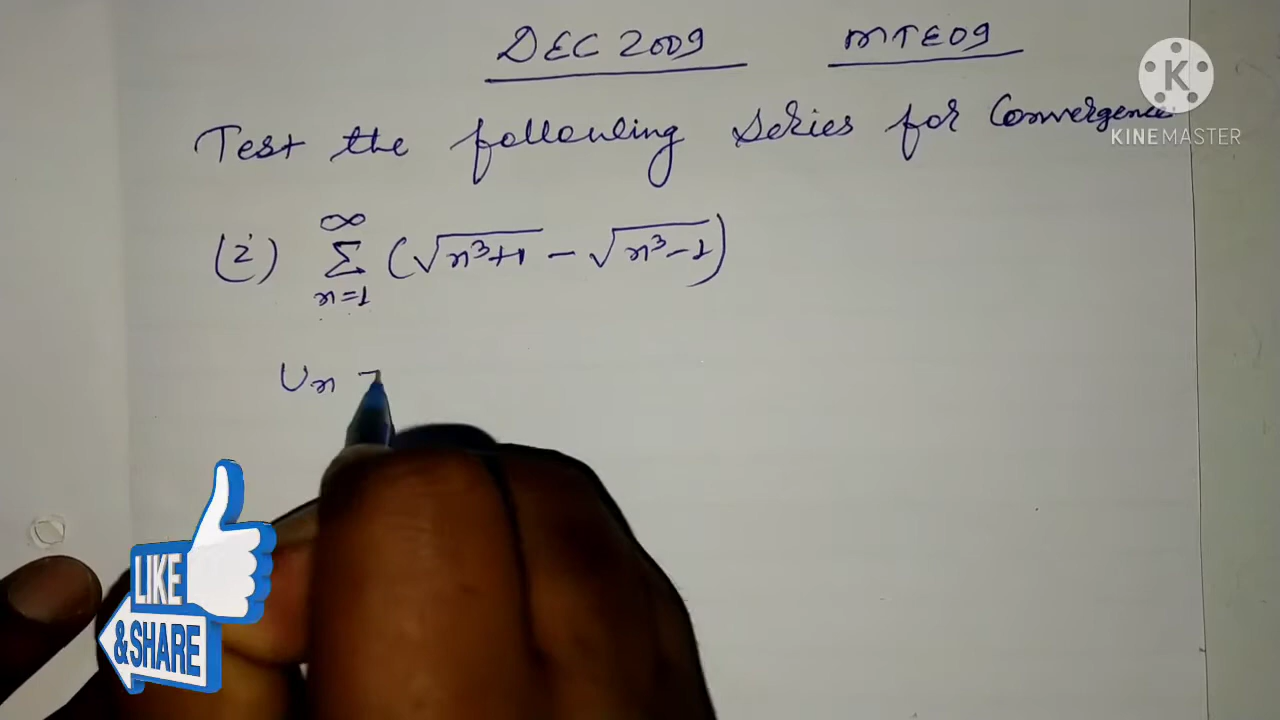 DEC 2009 MTE09
K
KINEMASTER
Test the following series for Convergence
(i) ∞ Σ n=1 (√n³+1 − √n³−1)
Un =
LIKE
&SHARE